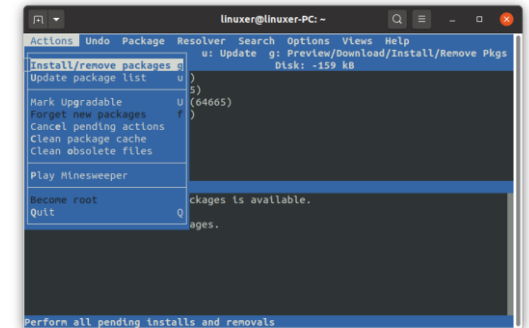 linuxer@linuxer-PC: ~
Actions Undo Package Resolver Search Options Views Help
u: Update g: Preview/Download/Install/Remove Pkgs
Install/remove packages g
Disk: -159 kB
Update package list u )
5)
Mark Upgradable U (64665)
Forget new packages f )
Cancel pending actions
Clean package cache
Clean obsolete files
Play Minesweeper
Become root
ckages is available.
Quit Q
ages.
Perform all pending installs and removals